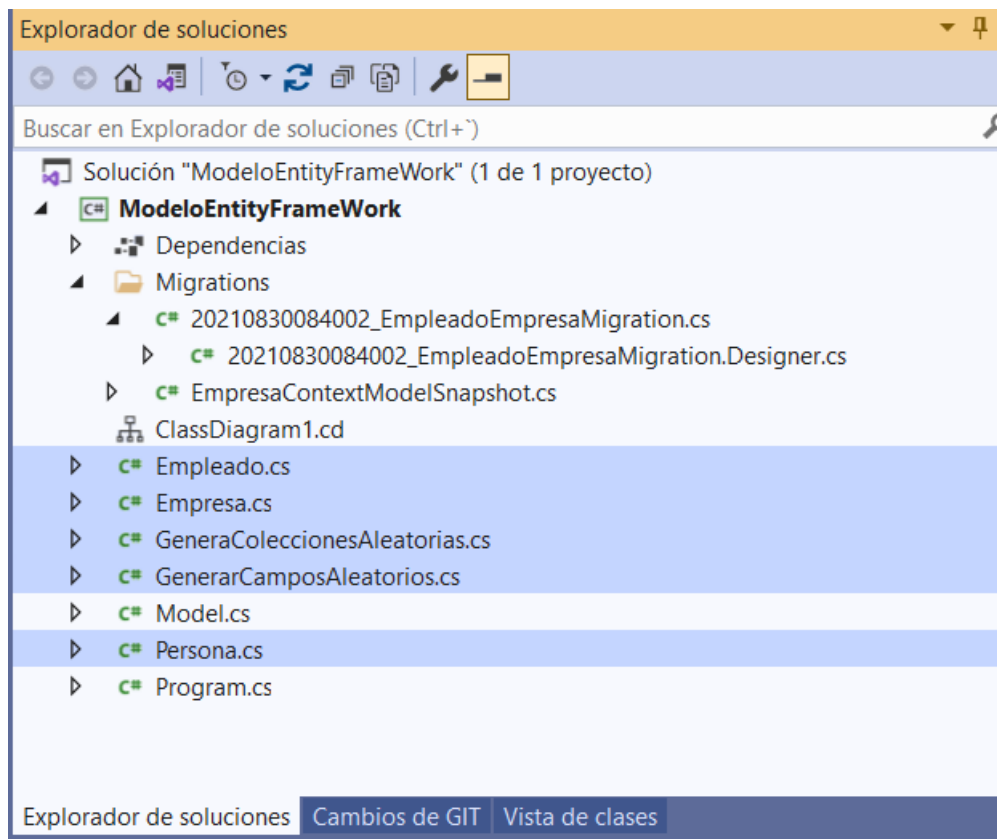 Explorador de soluciones
Buscar en Explorador de soluciones (Ctrl+`)
Solución "ModeloEntityFrameWork" (1 de 1 proyecto)
C# ModeloEntityFrameWork
Dependencias
Migrations
C# 20210830084002_EmpleadoEmpresaMigration.cs
C# 20210830084002_EmpleadoEmpresaMigration.Designer.cs
C# EmpresaContextModelSnapshot.cs
ClassDiagram1.cd
C# Empleado.cs
C# Empresa.cs
C# GeneraColeccionesAleatorias.cs
C# GenerarCamposAleatorios.cs
C# Model.cs
C# Persona.cs
C# Program.cs
Explorador de soluciones Cambios de GIT Vista de clases